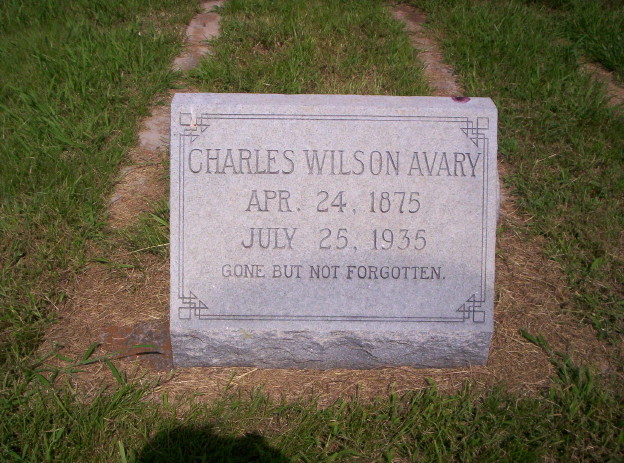 CHARLES WILSON AVARY
APR. 24, 1875
JULY 25, 1935
GONE BUT NOT FORGOTTEN.